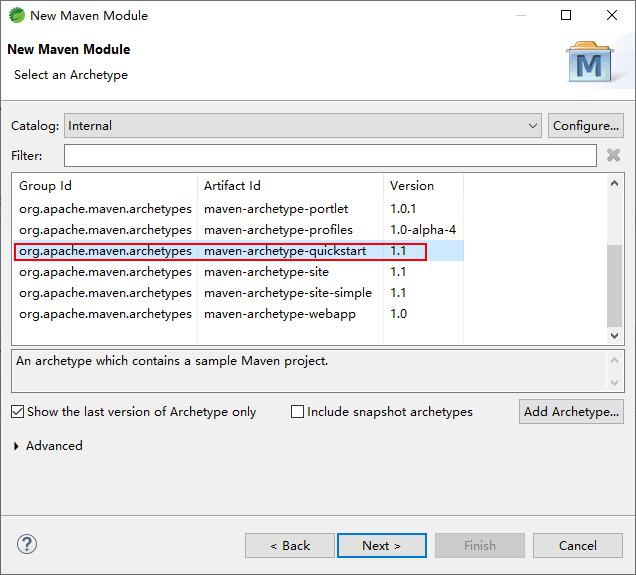 New Maven Module
New Maven Module
Select an Archetype
M
Catalog: Internal Configure...
Filter:
Group Id Artifact Id Version
org.apache.maven.archetypes maven-archetype-portlet 1.0.1
org.apache.maven.archetypes maven-archetype-profiles 1.0-alpha-4
org.apache.maven.archetypes maven-archetype-quickstart 1.1
org.apache.maven.archetypes maven-archetype-site 1.1
org.apache.maven.archetypes maven-archetype-site-simple 1.1
org.apache.maven.archetypes maven-archetype-webapp 1.0
An archetype which contains a sample Maven project.
Show the last version of Archetype only Include snapshot archetypes Add Archetype...
Advanced
? < Back Next > Finish Cancel